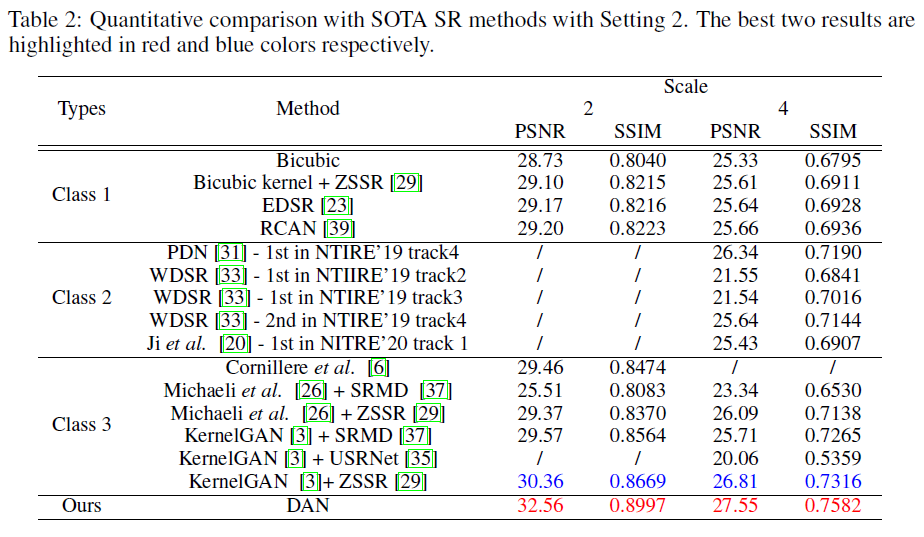 Table 2: Quantitative comparison with SOTA SR methods with Setting 2. The best two results are
highlighted in red and blue colors respectively.
Types Method Scale
2 4
PSNR SSIM PSNR SSIM
Class 1
Bicubic 28.73 0.8040 25.33 0.6795
Bicubic kernel + ZSSR [29] 29.10 0.8215 25.61 0.6911
EDSR [23] 29.17 0.8216 25.64 0.6928
RCAN [39] 29.20 0.8223 25.66 0.6936
Class 2
PDN [31] - 1st in NTIRE'19 track4 / / 26.34 0.7190
WDSR [33] - 1st in NTIIRE'19 track2 / / 21.55 0.6841
WDSR [33] - 1st in NTIRE'19 track3 / / 21.54 0.7016
WDSR [33] - 2nd in NTIRE'19 track4 / / 25.64 0.7144
Ji et al. [20] - 1st in NITRE'20 track 1 / / 25.43 0.6907
Class 3
Cornillere et al. [6] 29.46 0.8474 / /
Michaeli et al. [26] + SRMD [37] 25.51 0.8083 23.34 0.6530
Michaeli et al. [26] + ZSSR [29] 29.37 0.8370 26.09 0.7138
KernelGAN [3] + SRMD [37] 29.57 0.8564 25.71 0.7265
KernelGAN [3] + USRNet [35] / / 20.06 0.5359
KernelGAN [3]+ ZSSR [29] 30.36 0.8669 26.81 0.7316
Ours DAN 32.56 0.8997 27.55 0.7582